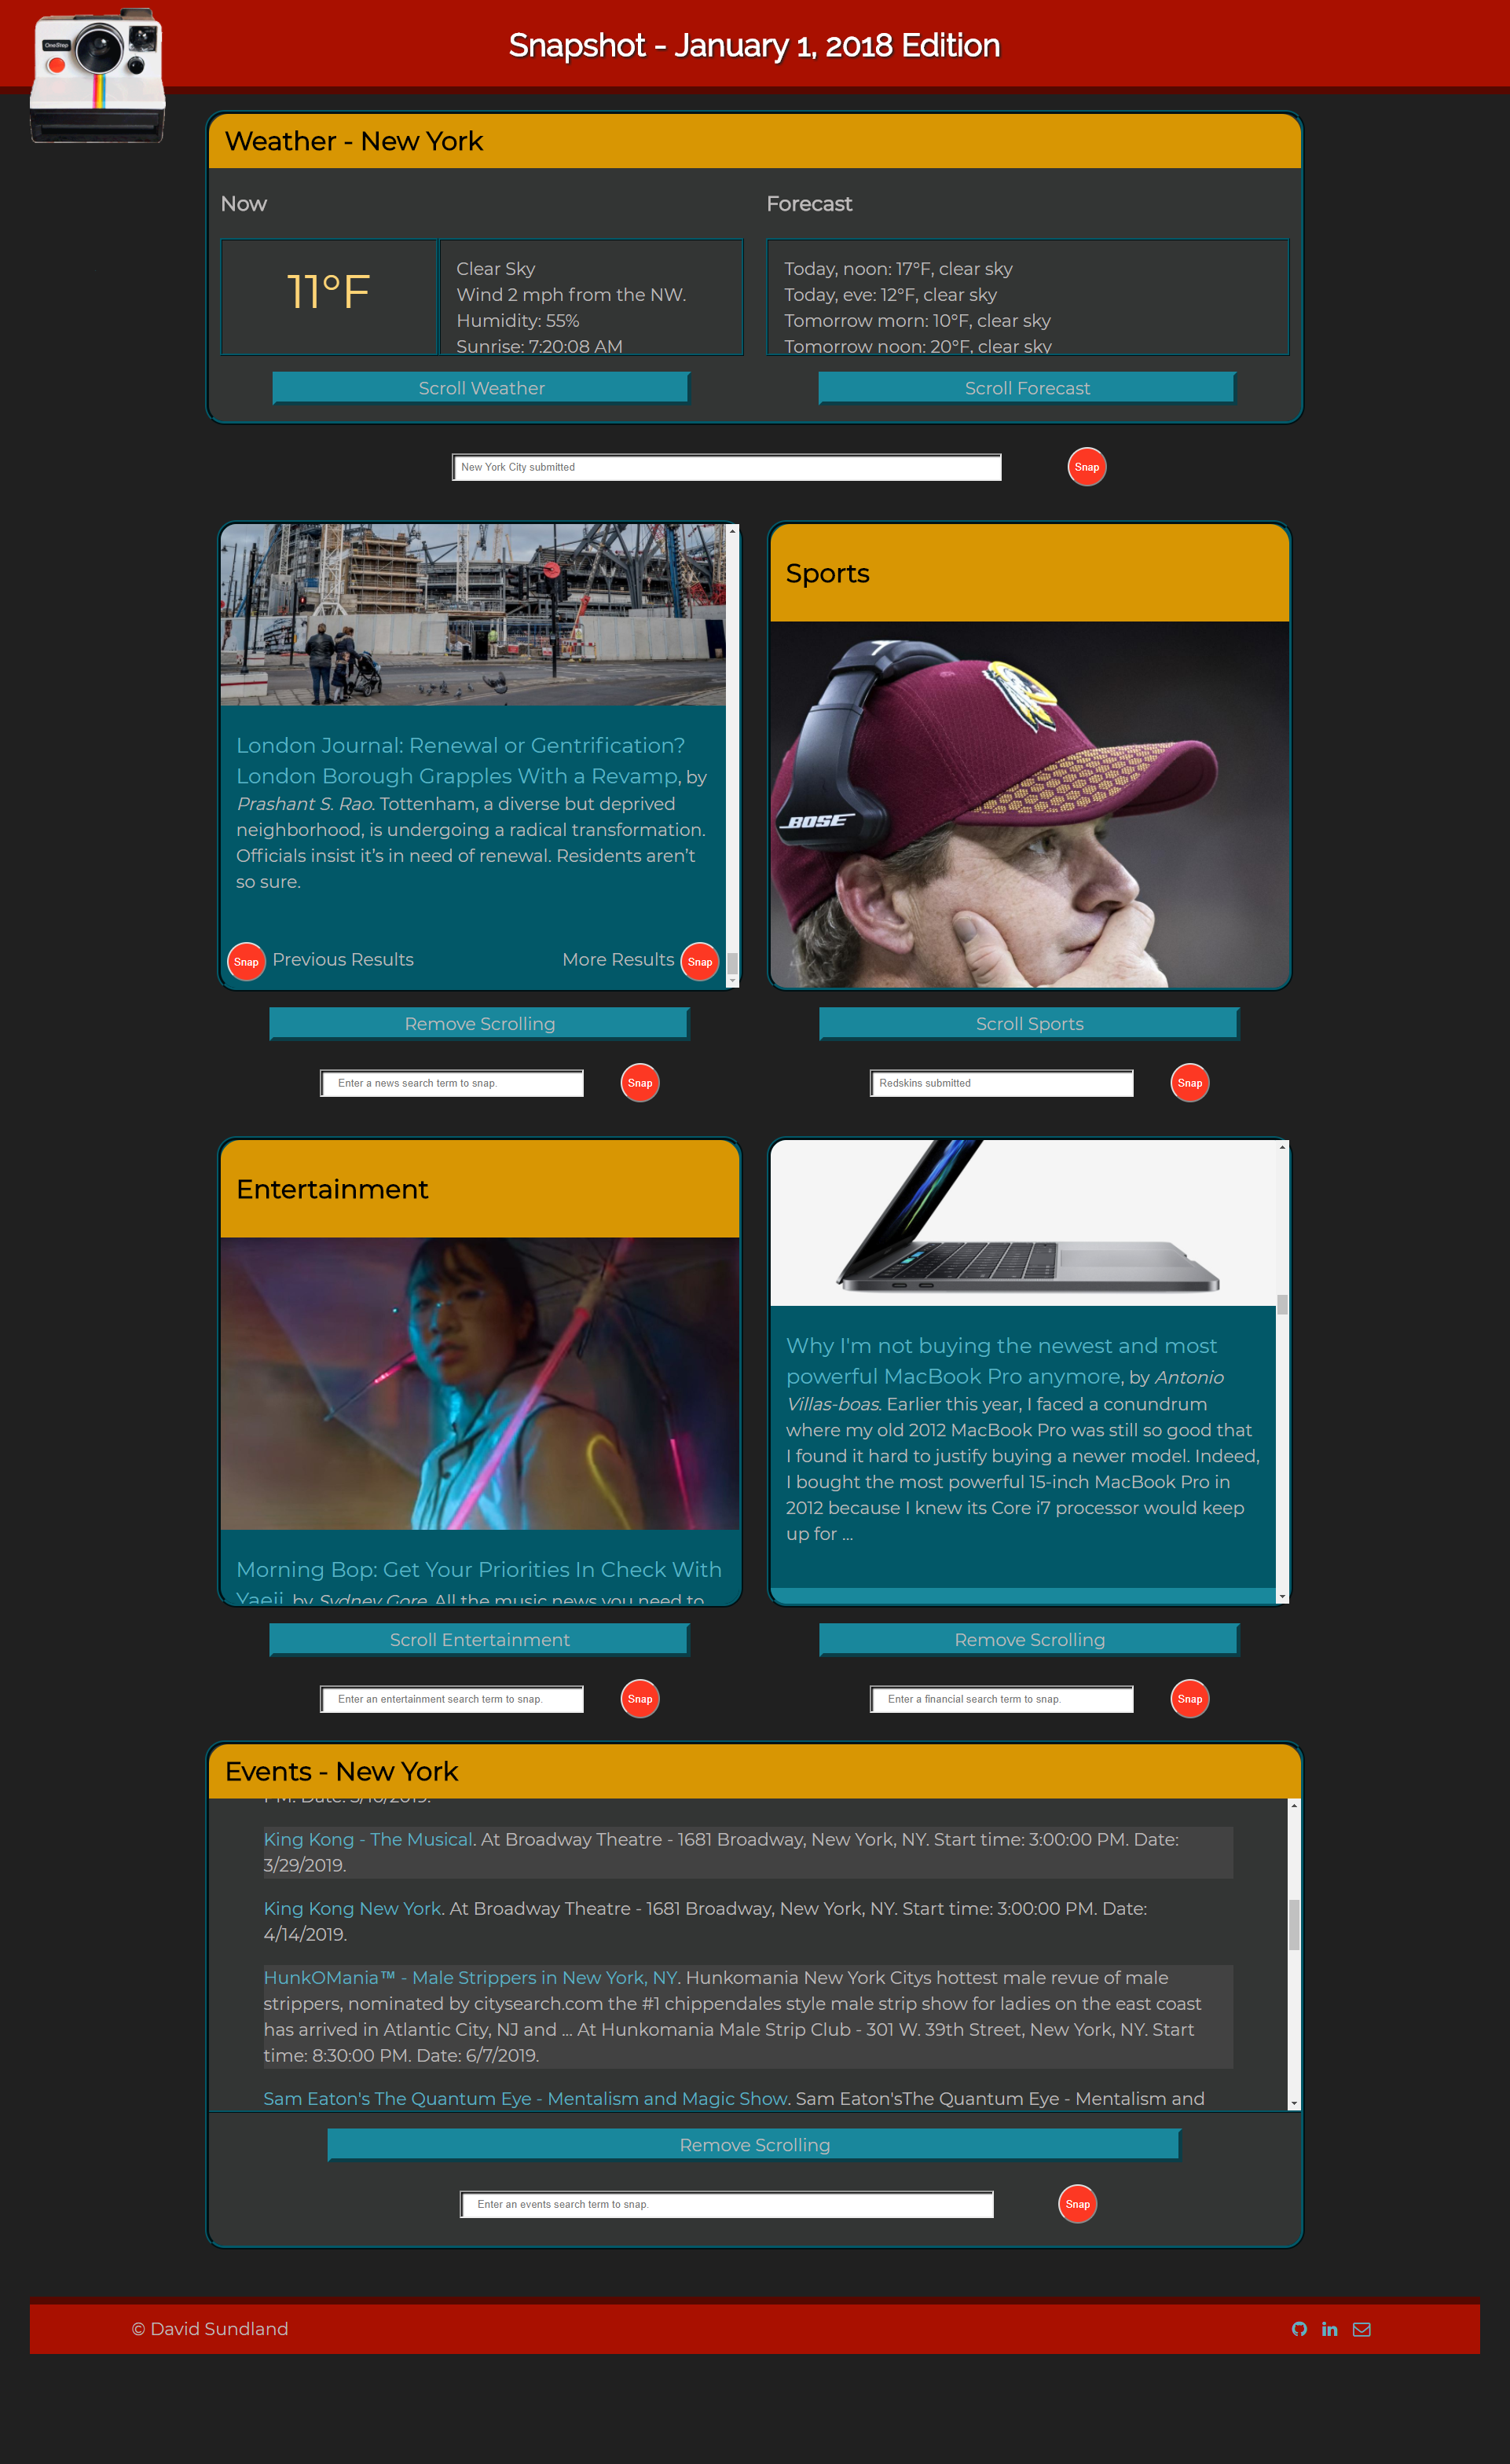 OneStep
Snapshot - January 1, 2018 Edition
Weather - New York
Now
Forecast
11°F
Clear Sky
Wind 2 mph from the NW.
Humidity: 55%
Sunrise: 7:20:08 AM
Today, noon: 17°F, clear sky
Today, eve: 12°F, clear sky
Tomorrow morn: 10°F, clear sky
Tomorrow noon: 20°F, clear sky
Scroll Weather
Scroll Forecast
New York City submitted
Snap
London Journal: Renewal or Gentrification?
London Borough Grapples With a Revamp, by
Prashant S. Rao. Tottenham, a diverse but deprived
neighborhood, is undergoing a radical transformation.
Officials insist it’s in need of renewal. Residents aren’t
so sure.
Snap Previous Results
More Results Snap
Remove Scrolling
Enter a news search term to snap.
Snap
Sports
BOSE
Scroll Sports
Redskins submitted
Snap
Entertainment
Morning Bop: Get Your Priorities In Check With
Yaeji, by Sydney Gore. All the music news you need to
Scroll Entertainment
Enter an entertainment search term to snap.
Snap
Why I'm not buying the newest and most
powerful MacBook Pro anymore, by Antonio
Villas-boas. Earlier this year, I faced a conundrum
where my old 2012 MacBook Pro was still so good that
I found it hard to justify buying a newer model. Indeed,
I bought the most powerful 15-inch MacBook Pro in
2012 because I knew its Core i7 processor would keep
up for ...
Remove Scrolling
Enter a financial search term to snap.
Snap
Events - New York
PM. Date: 3/10/2019.
King Kong - The Musical. At Broadway Theatre - 1681 Broadway, New York, NY. Start time: 3:00:00 PM. Date:
3/29/2019.
King Kong New York. At Broadway Theatre - 1681 Broadway, New York, NY. Start time: 3:00:00 PM. Date:
4/14/2019.
HunkOMania™ - Male Strippers in New York, NY. Hunkomania New York Citys hottest male revue of male
strippers, nominated by citysearch.com the #1 chippendales style male strip show for ladies on the east coast
has arrived in Atlantic City, NJ and ... At Hunkomania Male Strip Club - 301 W. 39th Street, New York, NY. Start
time: 8:30:00 PM. Date: 6/7/2019.
Sam Eaton's The Quantum Eye - Mentalism and Magic Show. Sam Eaton'sThe Quantum Eye - Mentalism and
Remove Scrolling
Enter an events search term to snap.
Snap
© David Sundland